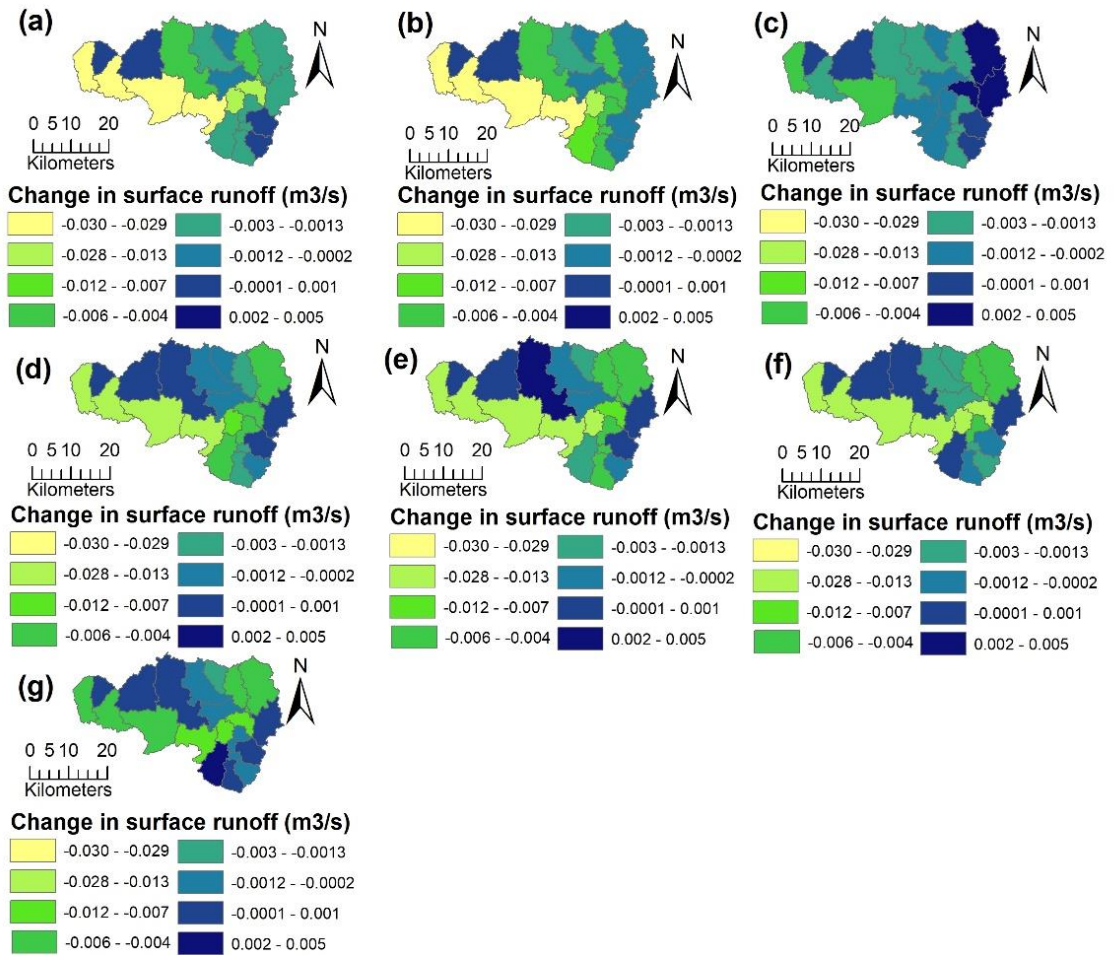 (a)
N
0 5 10 20
Kilometers
Change in surface runoff (m3/s)
-0.030 - -0.029
-0.003 - -0.0013
-0.028 - -0.013
-0.0012 - -0.0002
-0.012 - -0.007
-0.0001 - 0.001
-0.006 - -0.004
0.002 - 0.005
(b)
N
0 5 10 20
Kilometers
Change in surface runoff (m3/s)
-0.030 - -0.029
-0.003 - -0.0013
-0.028 - -0.013
-0.0012 - -0.0002
-0.012 - -0.007
-0.0001 - 0.001
-0.006 - -0.004
0.002 - 0.005
(c)
N
0 5 10 20
Kilometers
Change in surface runoff (m3/s)
-0.030 - -0.029
-0.003 - -0.0013
-0.028 - -0.013
-0.0012 - -0.0002
-0.012 - -0.007
-0.0001 - 0.001
-0.006 - -0.004
0.002 - 0.005
(d)
N
0 5 10 20
Kilometers
Change in surface runoff (m3/s)
-0.030 - -0.029
-0.003 - -0.0013
-0.028 - -0.013
-0.0012 - -0.0002
-0.012 - -0.007
-0.0001 - 0.001
-0.006 - -0.004
0.002 - 0.005
(e)
N
0 5 10 20
Kilometers
Change in surface runoff (m3/s)
-0.030 - -0.029
-0.003 - -0.0013
-0.028 - -0.013
-0.0012 - -0.0002
-0.012 - -0.007
-0.0001 - 0.001
-0.006 - -0.004
0.002 - 0.005
(f)
N
0 5 10 20
Kilometers
Change in surface runoff (m3/s)
-0.030 - -0.029
-0.003 - -0.0013
-0.028 - -0.013
-0.0012 - -0.0002
-0.012 - -0.007
-0.0001 - 0.001
-0.006 - -0.004
0.002 - 0.005
(g)
N
0 5 10 20
Kilometers
Change in surface runoff (m3/s)
-0.030 - -0.029
-0.003 - -0.0013
-0.028 - -0.013
-0.0012 - -0.0002
-0.012 - -0.007
-0.0001 - 0.001
-0.006 - -0.004
0.002 - 0.005